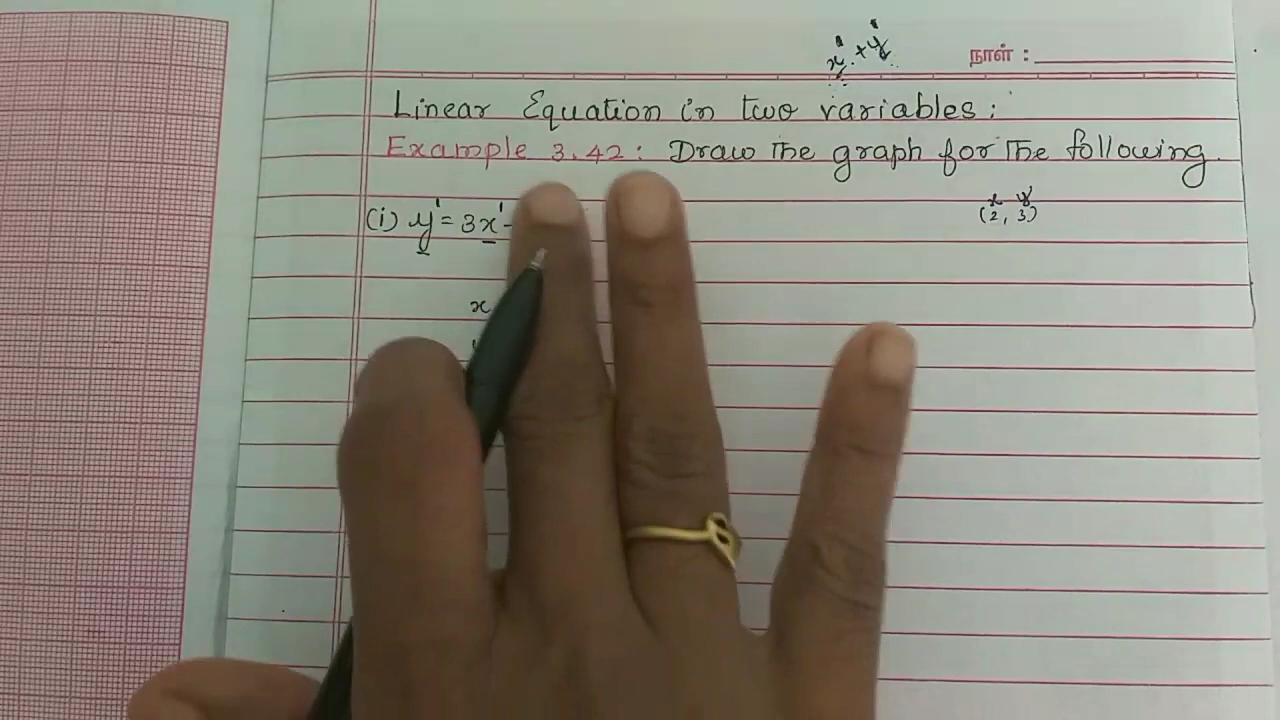 x¹ + y¹
நாள் :
Linear Equation in two variables :
Example 3.42 : Draw the graph for the following.
(i) y¹ = 3x¹ -
x y
(2, 3)
x